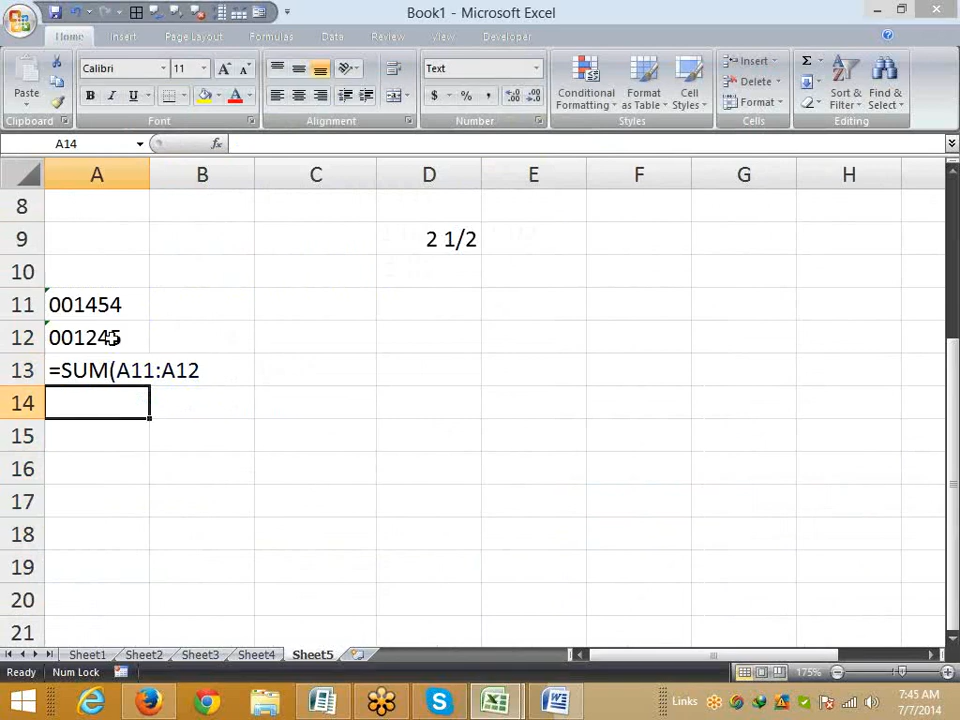 Book1 - Microsoft Excel
Home Insert Page Layout Formulas Data Review View Developer
Paste
Calibri 11
Text
Conditional Formatting
Format as Table
Cell Styles
Insert
Delete
Format
Sort & Filter
Find & Select
Clipboard Font Alignment Number Styles Cells Editing
A14
A B C D E F G H
8
9 2 1/2
10
11 001454
12 001245
13 =SUM(A11:A12
14
15
16
17
18
19
20
21
Sheet1 Sheet2 Sheet3 Sheet4 Sheet5
Ready Num Lock 175%
Links 7:45 AM
7/7/2014